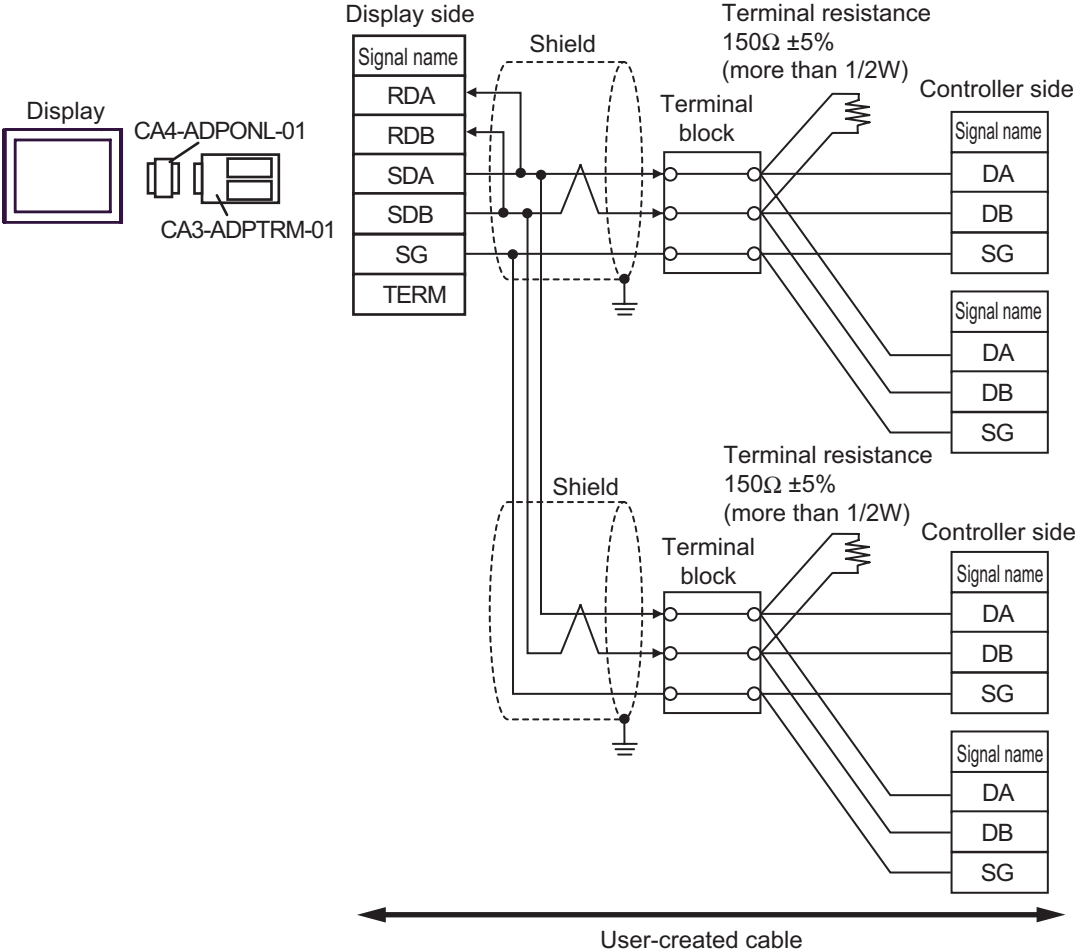 Display
CA4-ADPONL-01
CA3-ADPTRM-01
Display side
Signal name
RDA
RDB
SDA
SDB
SG
TERM
Shield
Terminal
block
Terminal resistance
150Ω ±5%
(more than 1/2W)
Controller side
Signal name
DA
DB
SG
Signal name
DA
DB
SG
Shield
Terminal
block
Terminal resistance
150Ω ±5%
(more than 1/2W)
Controller side
Signal name
DA
DB
SG
Signal name
DA
DB
SG
User-created cable